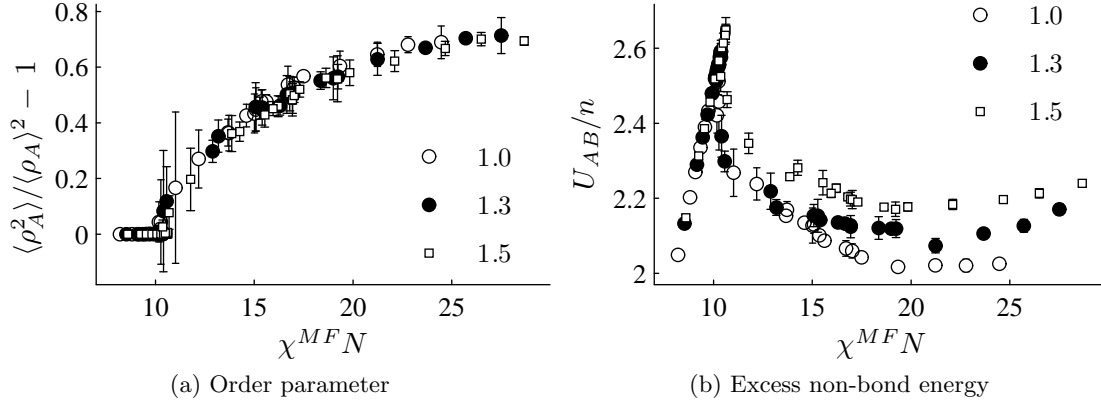 ⟨ρ_A^2⟩/⟨ρ_A⟩^2 − 1
0.8
0.6
0.4
0.2
0
10 15 20 25
χ^{MF}N
1.0
1.3
1.5
(a) Order parameter
U_{AB}/n
2.6
2.4
2.2
2
10 15 20 25
χ^{MF}N
1.0
1.3
1.5
(b) Excess non-bond energy